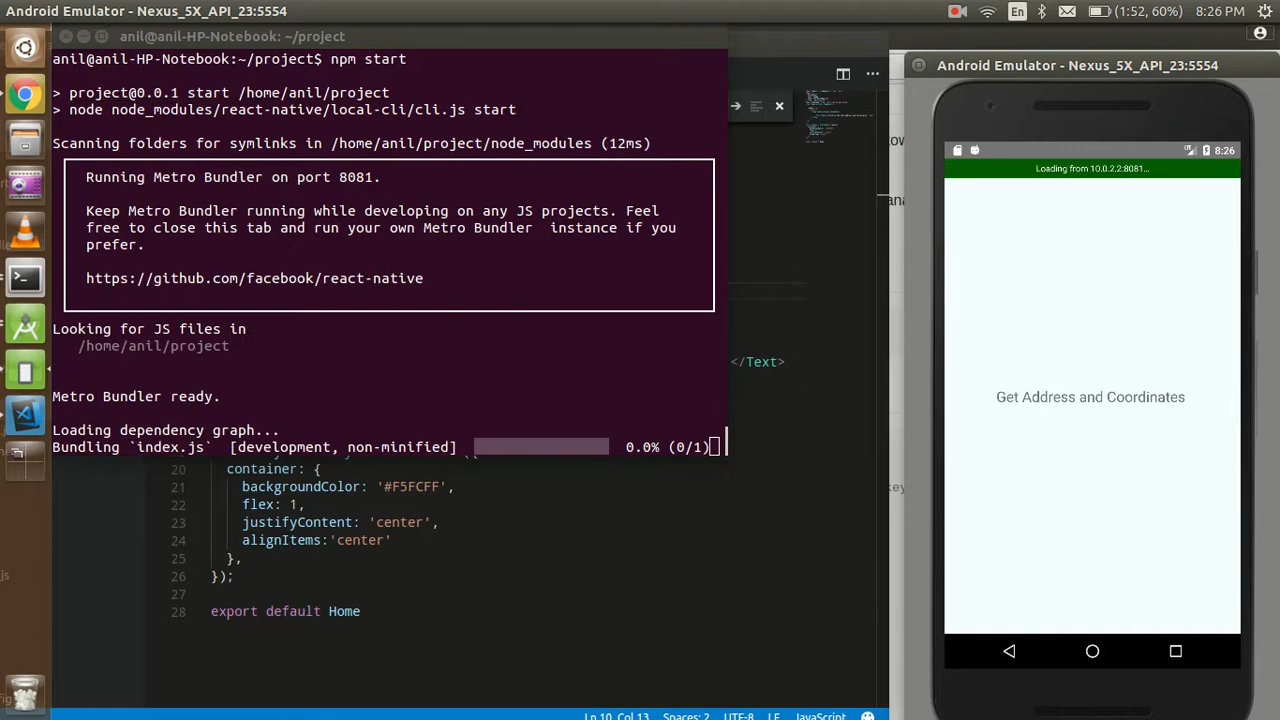 Android Emulator - Nexus_5X_API_23:5554
En
(1:52, 60%)
8:26 PM
anil@anil-HP-Notebook: ~/project
anil@anil-HP-Notebook:~/project$ npm start
> project@0.0.1 start /home/anil/project
> node node_modules/react-native/local-cli/cli.js start
Scanning folders for symlinks in /home/anil/project/node_modules (12ms)
Running Metro Bundler on port 8081.
Keep Metro Bundler running while developing on any JS projects. Feel
free to close this tab and run your own Metro Bundler  instance if you
prefer.
https://github.com/facebook/react-native
Looking for JS files in
/home/anil/project
Metro Bundler ready.
Loading dependency graph...
Bundling `index.js`  [development, non-minified]  0.0% (0/1)
</Text>
20 container: {
21 backgroundColor: '#F5FCFF',
22 flex: 1,
23 justifyContent: 'center',
24 alignItems:'center'
25 },
26 });
27
28 export default Home
Ln 10, Col 13
Spaces: 2
UTF-8
LF
JavaScript
Android Emulator - Nexus_5X_API_23:5554
8:26
Loading from 10.0.2.2:8081...
Get Address and Coordinates